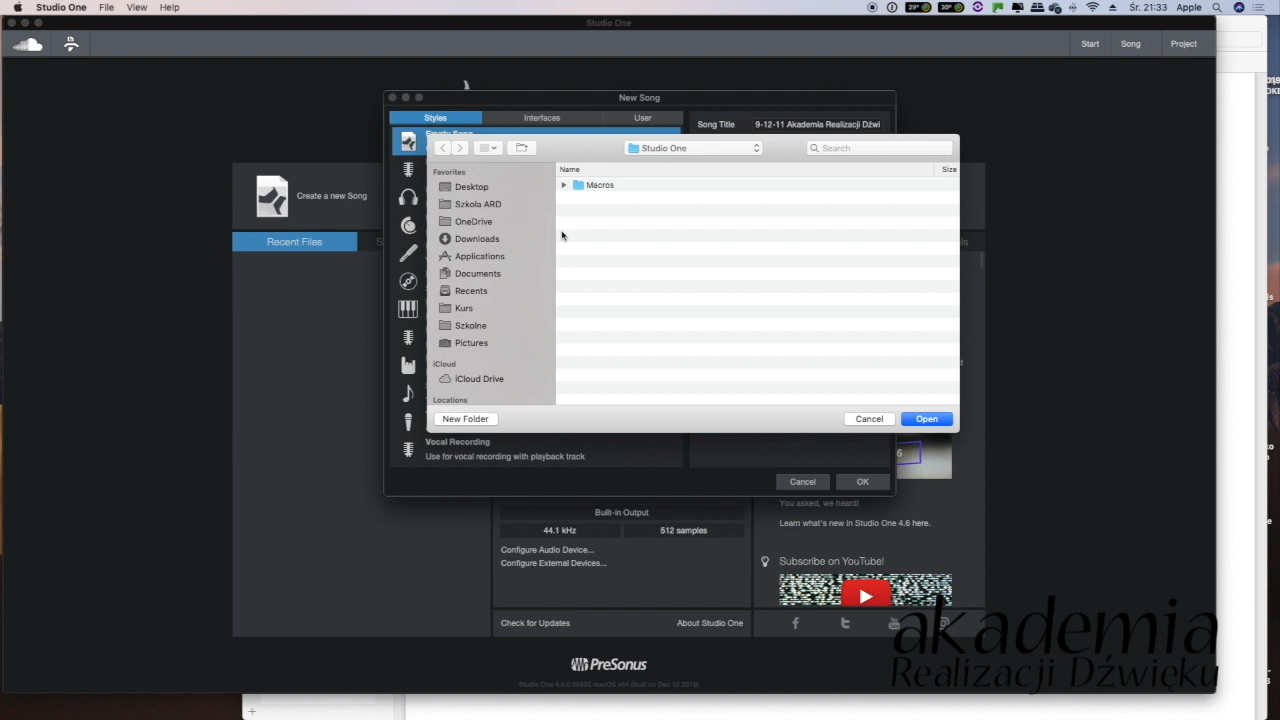 Studio One File View Help 29° 30° Śr. 21:33 Apple
Studio One
Start Song Project
New Song
Styles Interfaces User
Song Title 9-12-11 Akademia Realizacji Dźwi
Empty Song
Studio One Search
Favorites
Name Size
Desktop
Macros
Szkoła ARD
OneDrive
Downloads
Applications
Documents
Recents
Kurs
Szkolne
Pictures
iCloud
iCloud Drive
Locations
New Folder Cancel Open
Create a new Song
Recent Files S
Vocal Recording
Use for vocal recording with playback track
6
Cancel OK
You asked, we heard!
Built-in Output
Learn what's new in Studio One 4.6 here.
44.1 kHz 512 samples
Configure Audio Device...
Configure External Devices...
Subscribe on YouTube!
Check for Updates About Studio One
akademia
Realizacji Dźwięku
PreSonus